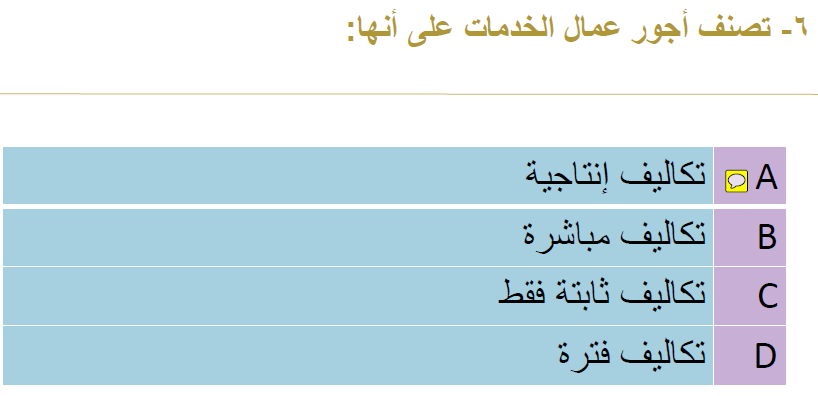 ٦- تصنف أجور عمال الخدمات على أنها:
A تكاليف إنتاجية
B تكاليف مباشرة
C تكاليف ثابتة فقط
D تكاليف فترة